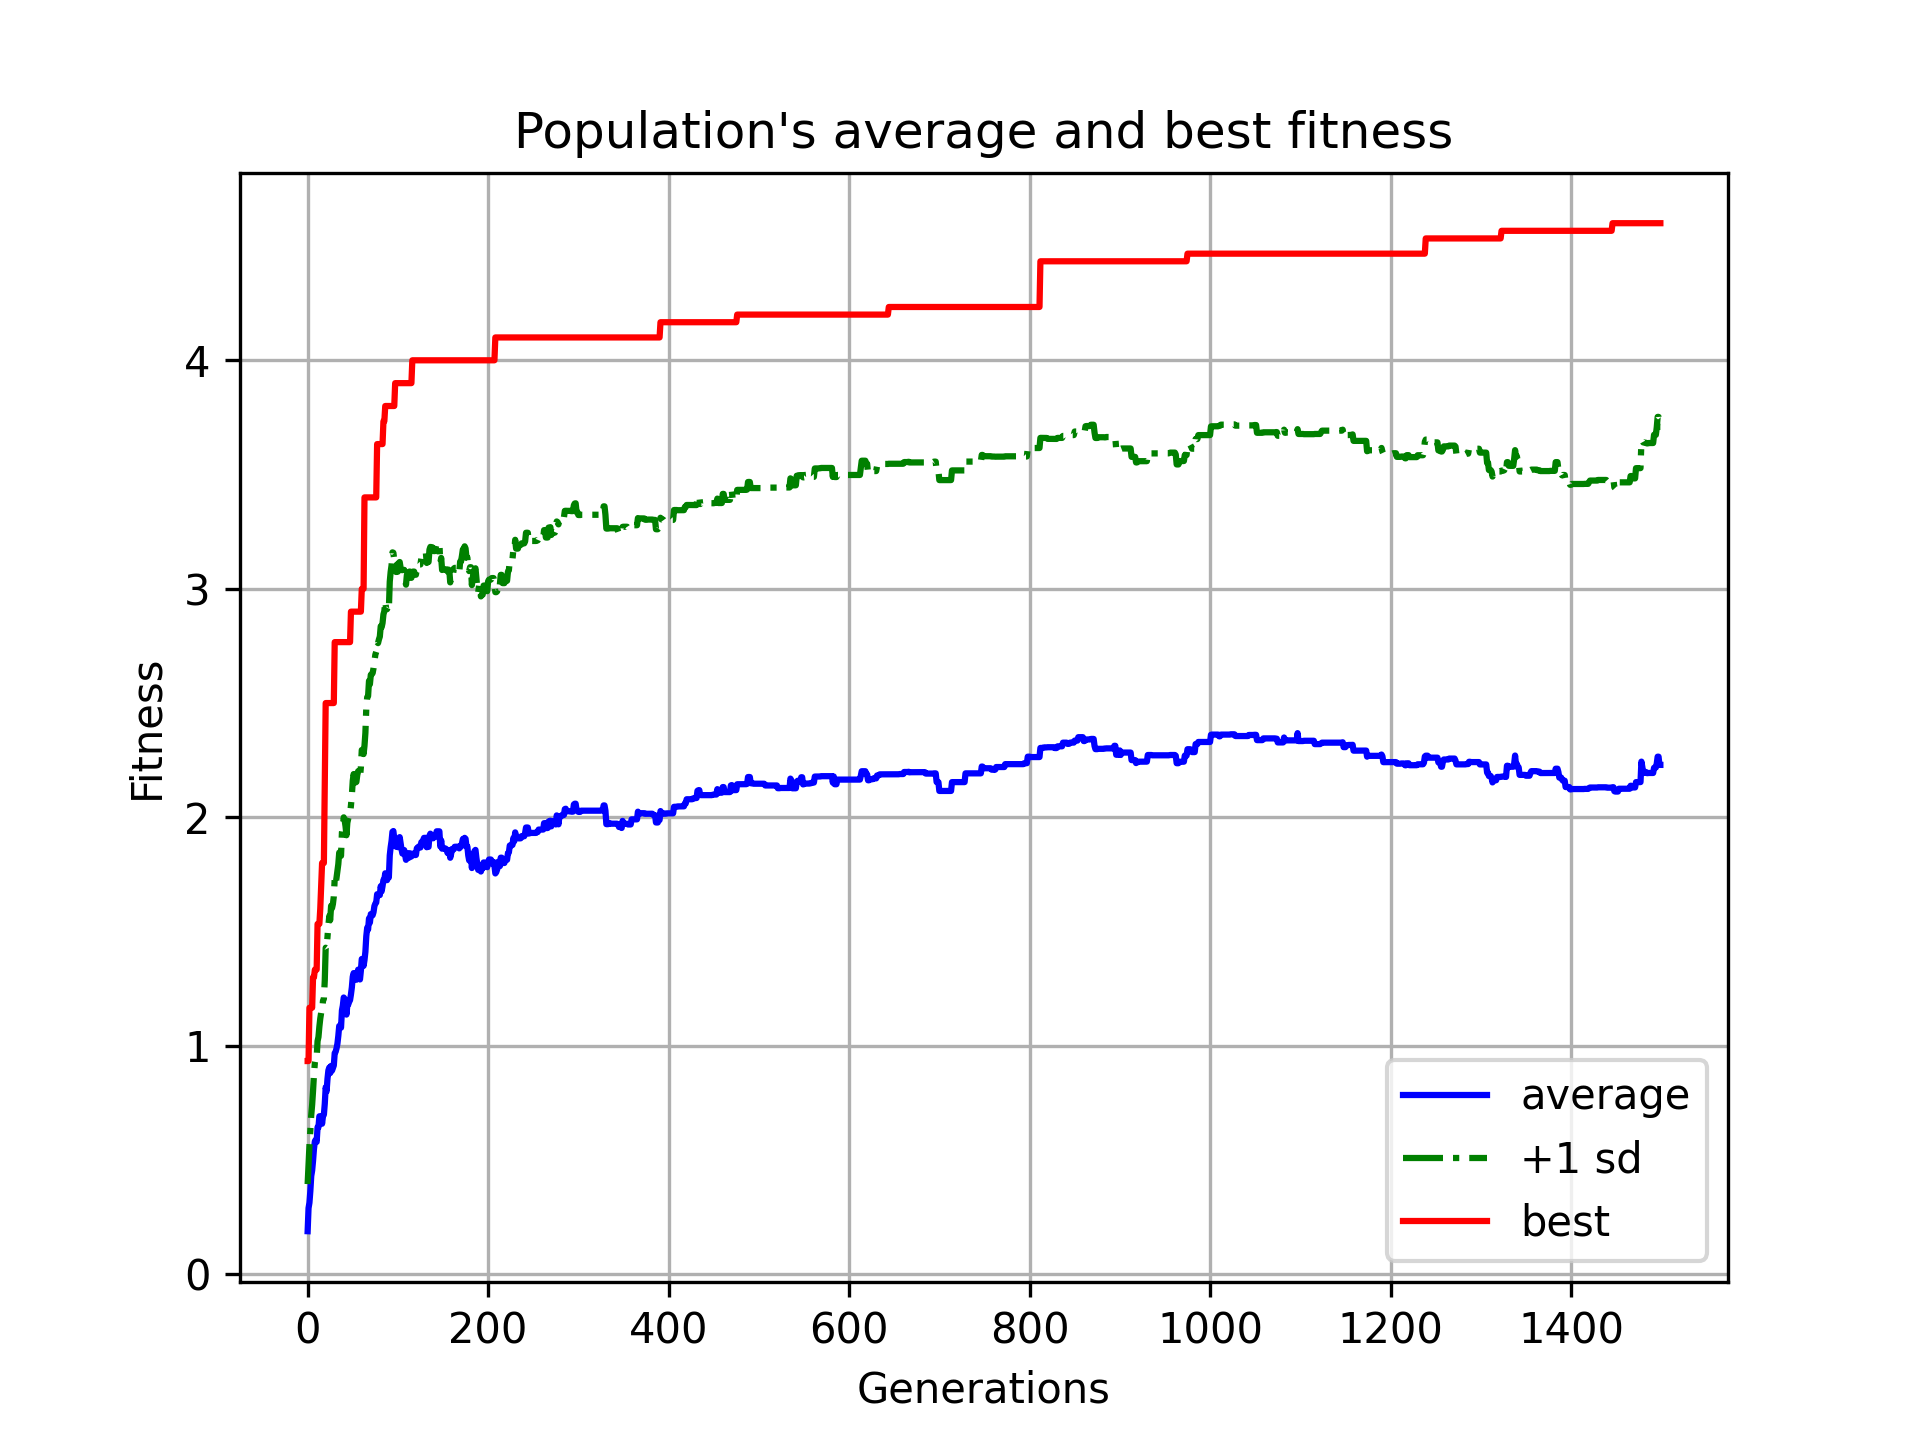 Population's average and best fitness
Fitness
4
3
2
1
0
average
+1 sd
best
0 200 400 600 800 1000 1200 1400
Generations